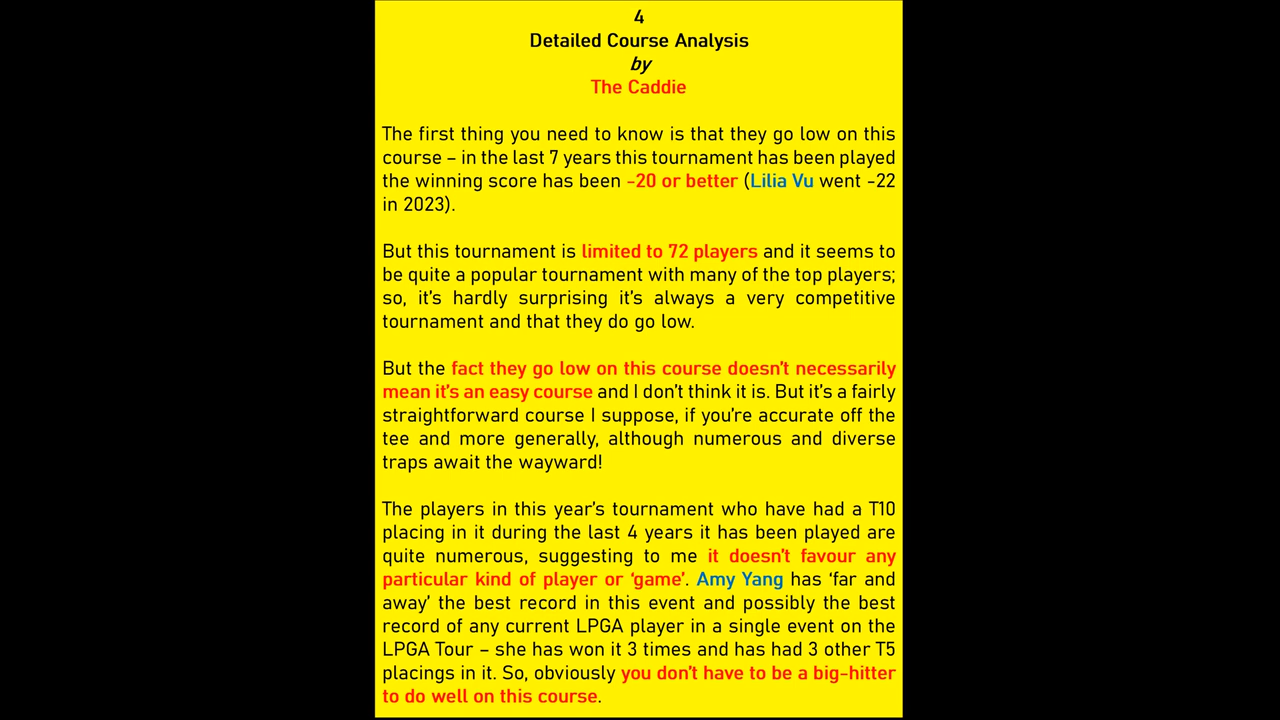 4
Detailed Course Analysis
by
The Caddie
The first thing you need to know is that they go low on this
course – in the last 7 years this tournament has been played
the winning score has been -20 or better (Lilia Vu went -22
in 2023).
But this tournament is limited to 72 players and it seems to
be quite a popular tournament with many of the top players;
so, it's hardly surprising it's always a very competitive
tournament and that they do go low.
But the fact they go low on this course doesn't necessarily
mean it's an easy course and I don't think it is. But it's a fairly
straightforward course I suppose, if you're accurate off the
tee and more generally, although numerous and diverse
traps await the wayward!
The players in this year's tournament who have had a T10
placing in it during the last 4 years it has been played are
quite numerous, suggesting to me it doesn't favour any
particular kind of player or 'game'. Amy Yang has 'far and
away' the best record in this event and possibly the best
record of any current LPGA player in a single event on the
LPGA Tour – she has won it 3 times and has had 3 other T5
placings in it. So, obviously you don't have to be a big-hitter
to do well on this course.